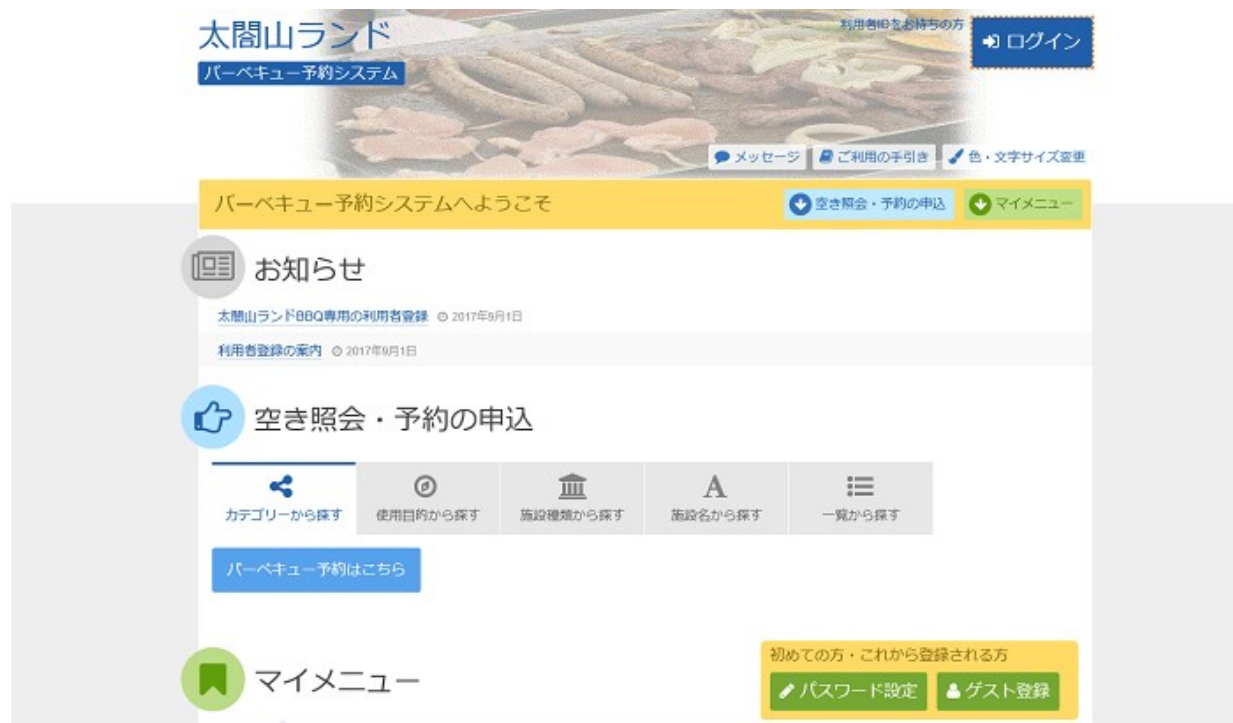 太閤山ランド
バーベキュー予約システム
利用者IDをお持ちの方
ログイン
メッセージ
ご利用の手引き
色・文字サイズ変更
バーベキュー予約システムへようこそ
空き照会・予約の申込
マイメニュー
お知らせ
太閤山ランドBBQ専用の利用者登録 2017年9月1日
利用者登録の案内 2017年9月1日
空き照会・予約の申込
カテゴリーから探す
使用目的から探す
施設種類から探す
施設名から探す
一覧から探す
バーベキュー予約はこちら
マイメニュー
初めての方・これから登録される方
パスワード設定
ゲスト登録